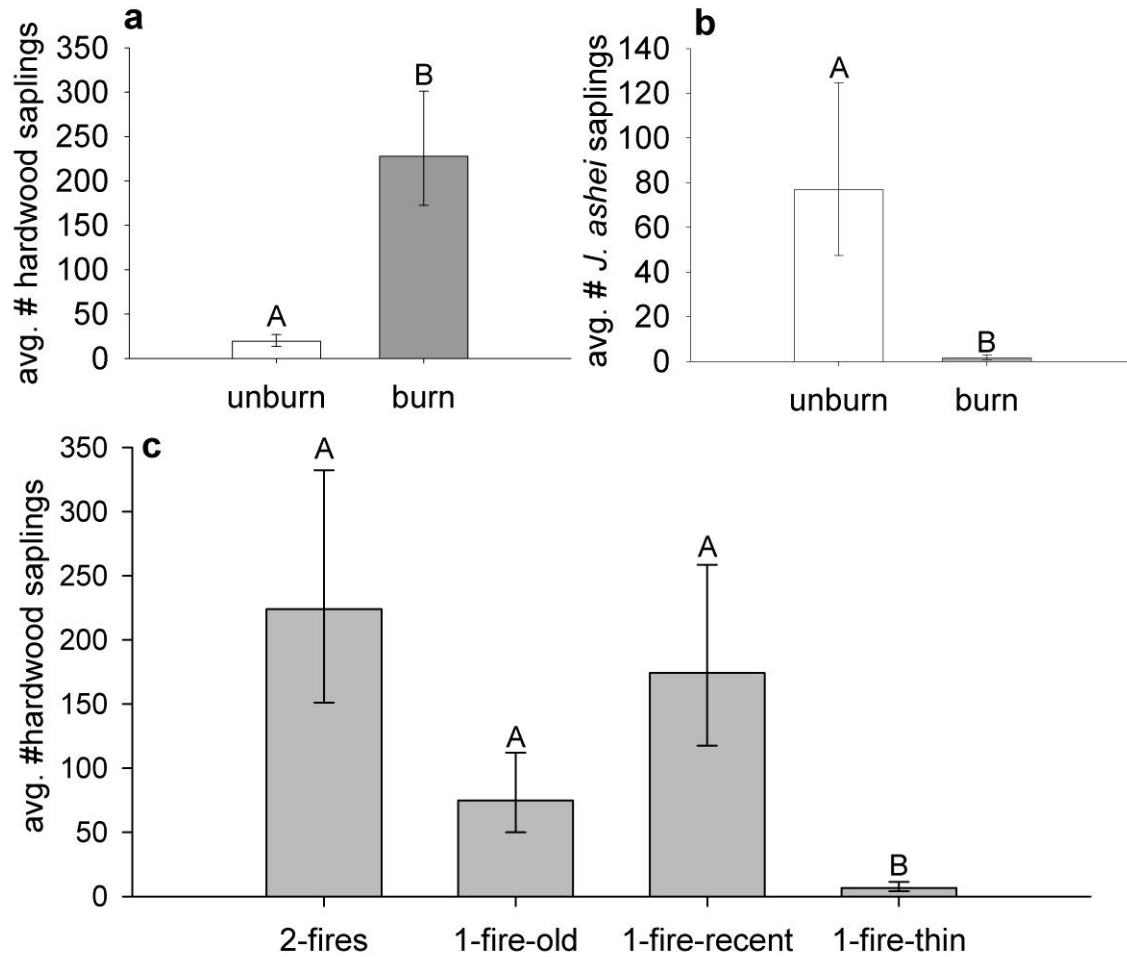 a
avg. # hardwood saplings
350
300
250
200
150
100
50
0
A
B
unburn burn
b
avg. # J. ashei saplings
140
120
100
80
60
40
20
0
A
B
unburn burn
c
avg. #hardwood saplings
350
300
250
200
150
100
50
0
A
A
A
B
2-fires 1-fire-old 1-fire-recent 1-fire-thin